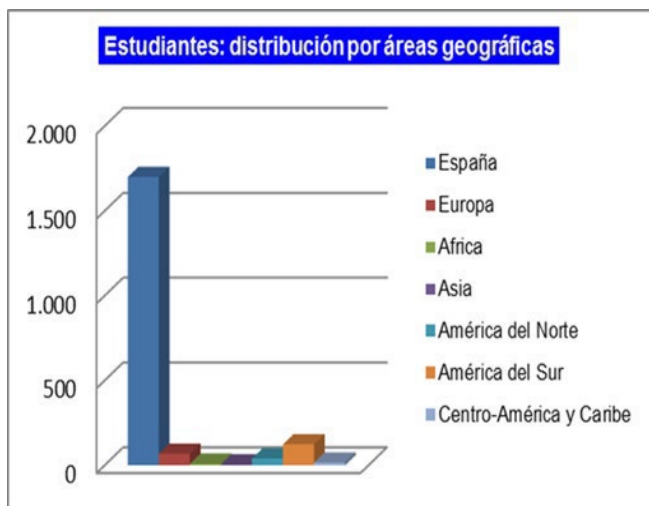 Estudiantes: distribución por áreas geográficas
2.000
1.500
1.000
500
0
España
Europa
Africa
Asia
América del Norte
América del Sur
Centro-América y Caribe